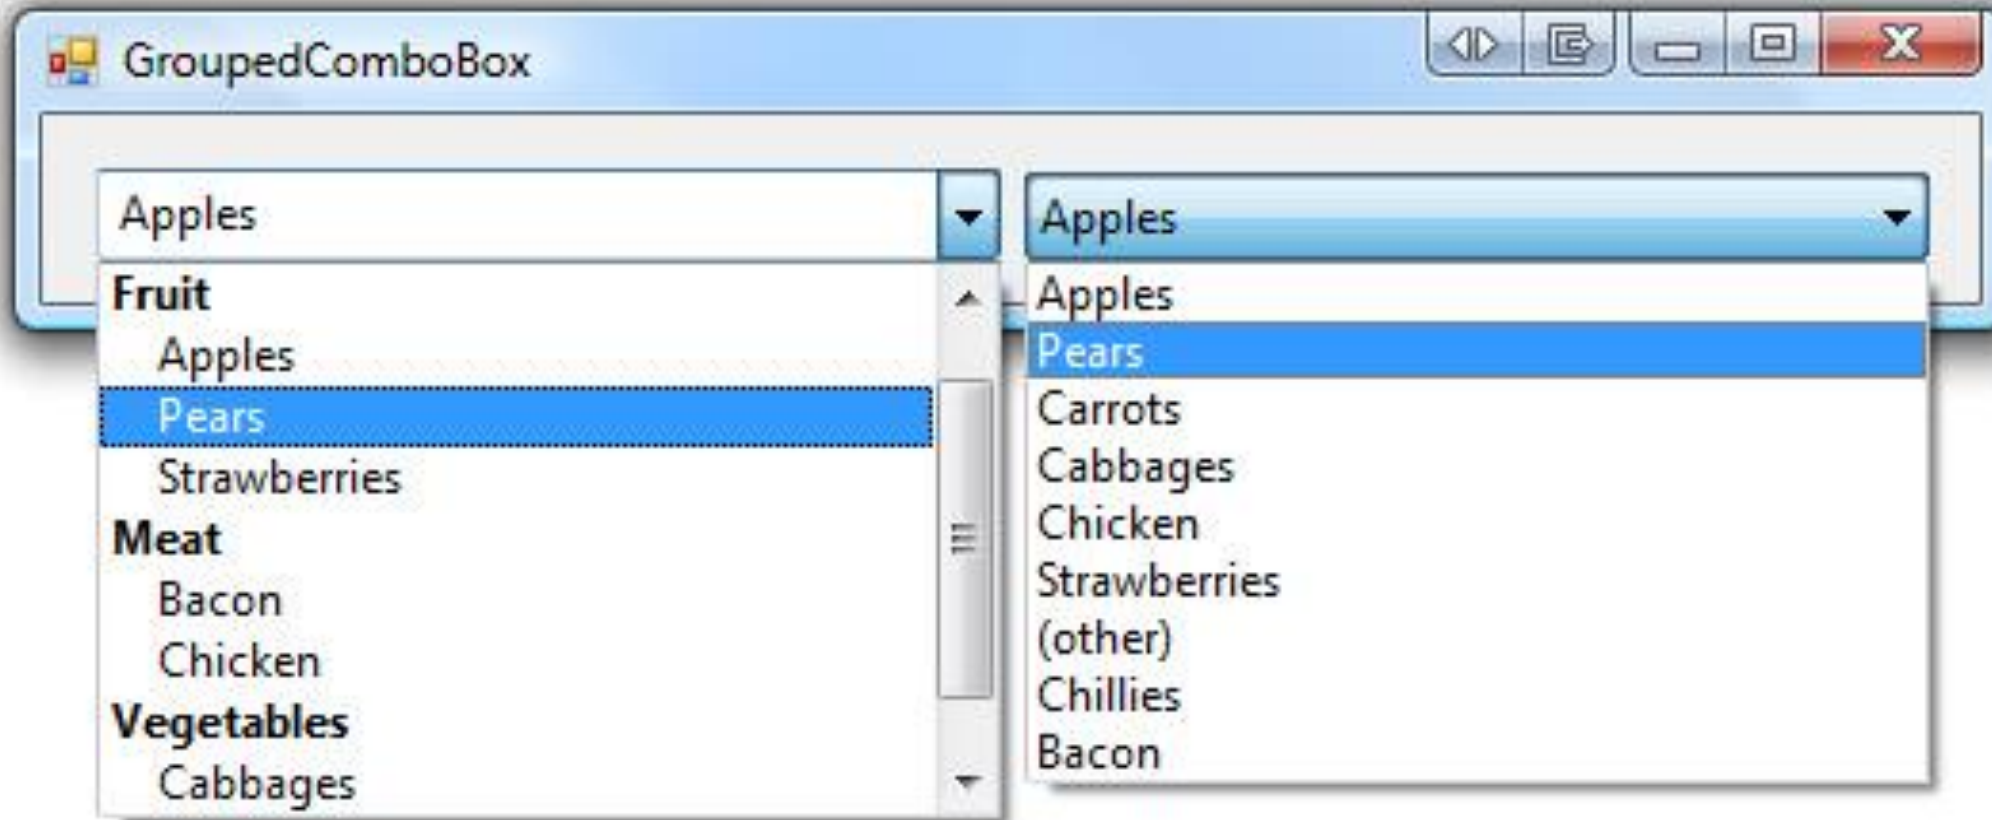 GroupedComboBox
Apples
Fruit
Apples
Pears
Strawberries
Meat
Bacon
Chicken
Vegetables
Cabbages
Apples
Apples
Pears
Carrots
Cabbages
Chicken
Strawberries
(other)
Chillies
Bacon